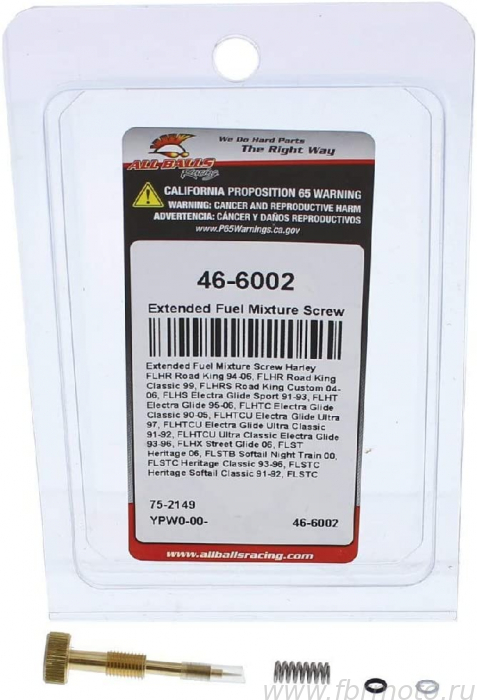 We Do Hard Parts
The Right Way
ALL BALLS
Racing
CALIFORNIA PROPOSITION 65 WARNING
WARNING: CANCER AND REPRODUCTIVE HARM
ADVERTENCIA: CÁNCER Y DAÑOS REPRODUCTIVOS
www.P65Warnings.ca.gov
46-6002
Extended Fuel Mixture Screw
Extended Fuel Mixture Screw Harley
FLHR Road King 94-06, FLHR Road King
Classic 99, FLHRS Road King Custom 04-
06, FLHS Electra Glide Sport 91-93, FLHT
Electra Glide 95-06, FLHTC Electra Glide
Classic 90-05, FLHTCU Electra Glide Ultra
97, FLHTCU Electra Glide Ultra Classic
91-92, FLHTCU Ultra Classic Electra Glide
93-96, FLHX Street Glide 06, FLST
Heritage 06, FLSTB Softail Night Train 00,
FLSTC Heritage Classic 93-96, FLSTC
Heritage Softail Classic 91-92, FLSTC
75-2149
YPW0-00- 46-6002
www.allballsracing.com
www.fbrmoto.ru